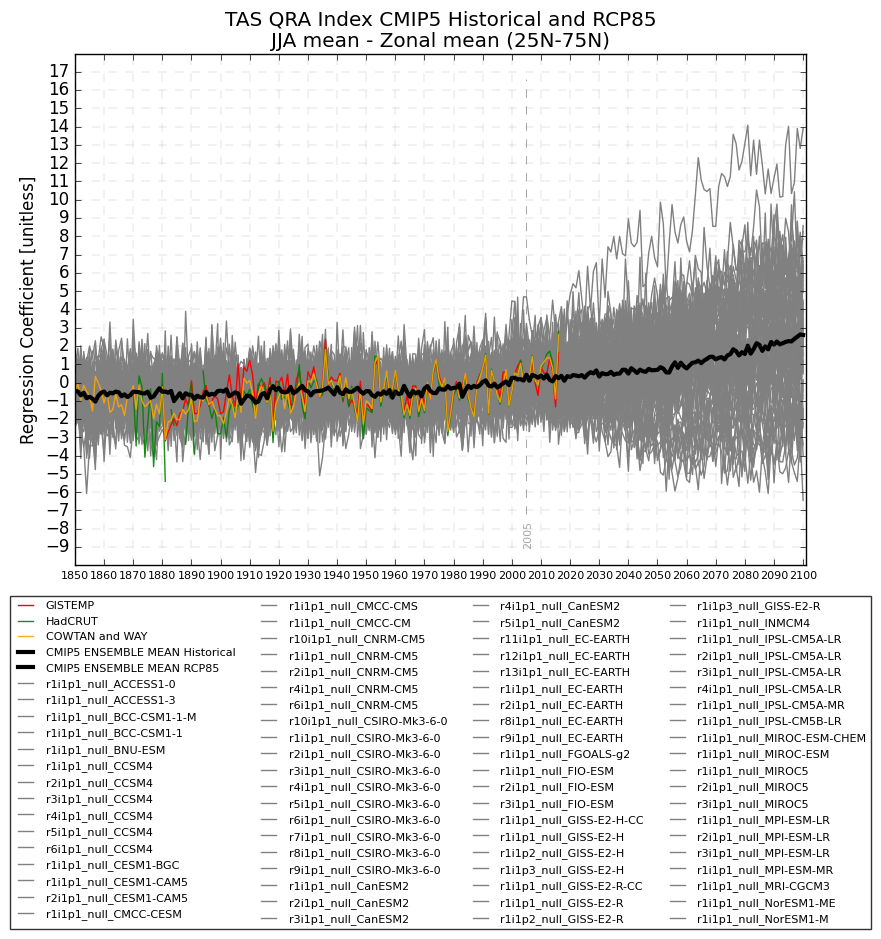 TAS QRA Index CMIP5 Historical and RCP85
JJA mean - Zonal mean (25N-75N)
Regression Coefficient [unitless]
17
16
15
14
13
12
11
10
9
8
7
6
5
4
3
2
1
0
−1
−2
−3
−4
−5
−6
−7
−8
−9
2005
1850 1860 1870 1880 1890 1900 1910 1920 1930 1940 1950 1960 1970 1980 1990 2000 2010 2020 2030 2040 2050 2060 2070 2080 2090 2100
GISTEMP
HadCRUT
COWTAN and WAY
CMIP5 ENSEMBLE MEAN Historical
CMIP5 ENSEMBLE MEAN RCP85
r1i1p1_null_ACCESS1-0
r1i1p1_null_ACCESS1-3
r1i1p1_null_BCC-CSM1-1-M
r1i1p1_null_BCC-CSM1-1
r1i1p1_null_BNU-ESM
r1i1p1_null_CCSM4
r2i1p1_null_CCSM4
r3i1p1_null_CCSM4
r4i1p1_null_CCSM4
r5i1p1_null_CCSM4
r6i1p1_null_CCSM4
r1i1p1_null_CESM1-BGC
r1i1p1_null_CESM1-CAM5
r2i1p1_null_CESM1-CAM5
r1i1p1_null_CMCC-CESM
r1i1p1_null_CMCC-CMS
r1i1p1_null_CMCC-CM
r10i1p1_null_CNRM-CM5
r1i1p1_null_CNRM-CM5
r2i1p1_null_CNRM-CM5
r4i1p1_null_CNRM-CM5
r6i1p1_null_CNRM-CM5
r10i1p1_null_CSIRO-Mk3-6-0
r1i1p1_null_CSIRO-Mk3-6-0
r2i1p1_null_CSIRO-Mk3-6-0
r3i1p1_null_CSIRO-Mk3-6-0
r4i1p1_null_CSIRO-Mk3-6-0
r5i1p1_null_CSIRO-Mk3-6-0
r6i1p1_null_CSIRO-Mk3-6-0
r7i1p1_null_CSIRO-Mk3-6-0
r8i1p1_null_CSIRO-Mk3-6-0
r9i1p1_null_CSIRO-Mk3-6-0
r1i1p1_null_CanESM2
r2i1p1_null_CanESM2
r3i1p1_null_CanESM2
r4i1p1_null_CanESM2
r5i1p1_null_CanESM2
r11i1p1_null_EC-EARTH
r12i1p1_null_EC-EARTH
r13i1p1_null_EC-EARTH
r1i1p1_null_EC-EARTH
r2i1p1_null_EC-EARTH
r8i1p1_null_EC-EARTH
r9i1p1_null_EC-EARTH
r1i1p1_null_FGOALS-g2
r1i1p1_null_FIO-ESM
r2i1p1_null_FIO-ESM
r3i1p1_null_FIO-ESM
r1i1p1_null_GISS-E2-H-CC
r1i1p1_null_GISS-E2-H
r1i1p2_null_GISS-E2-H
r1i1p3_null_GISS-E2-H
r1i1p1_null_GISS-E2-R-CC
r1i1p1_null_GISS-E2-R
r1i1p2_null_GISS-E2-R
r1i1p3_null_GISS-E2-R
r1i1p1_null_INMCM4
r1i1p1_null_IPSL-CM5A-LR
r2i1p1_null_IPSL-CM5A-LR
r3i1p1_null_IPSL-CM5A-LR
r4i1p1_null_IPSL-CM5A-LR
r1i1p1_null_IPSL-CM5A-MR
r1i1p1_null_IPSL-CM5B-LR
r1i1p1_null_MIROC-ESM-CHEM
r1i1p1_null_MIROC-ESM
r1i1p1_null_MIROC5
r2i1p1_null_MIROC5
r3i1p1_null_MIROC5
r1i1p1_null_MPI-ESM-LR
r2i1p1_null_MPI-ESM-LR
r3i1p1_null_MPI-ESM-LR
r1i1p1_null_MPI-ESM-MR
r1i1p1_null_MRI-CGCM3
r1i1p1_null_NorESM1-ME
r1i1p1_null_NorESM1-M